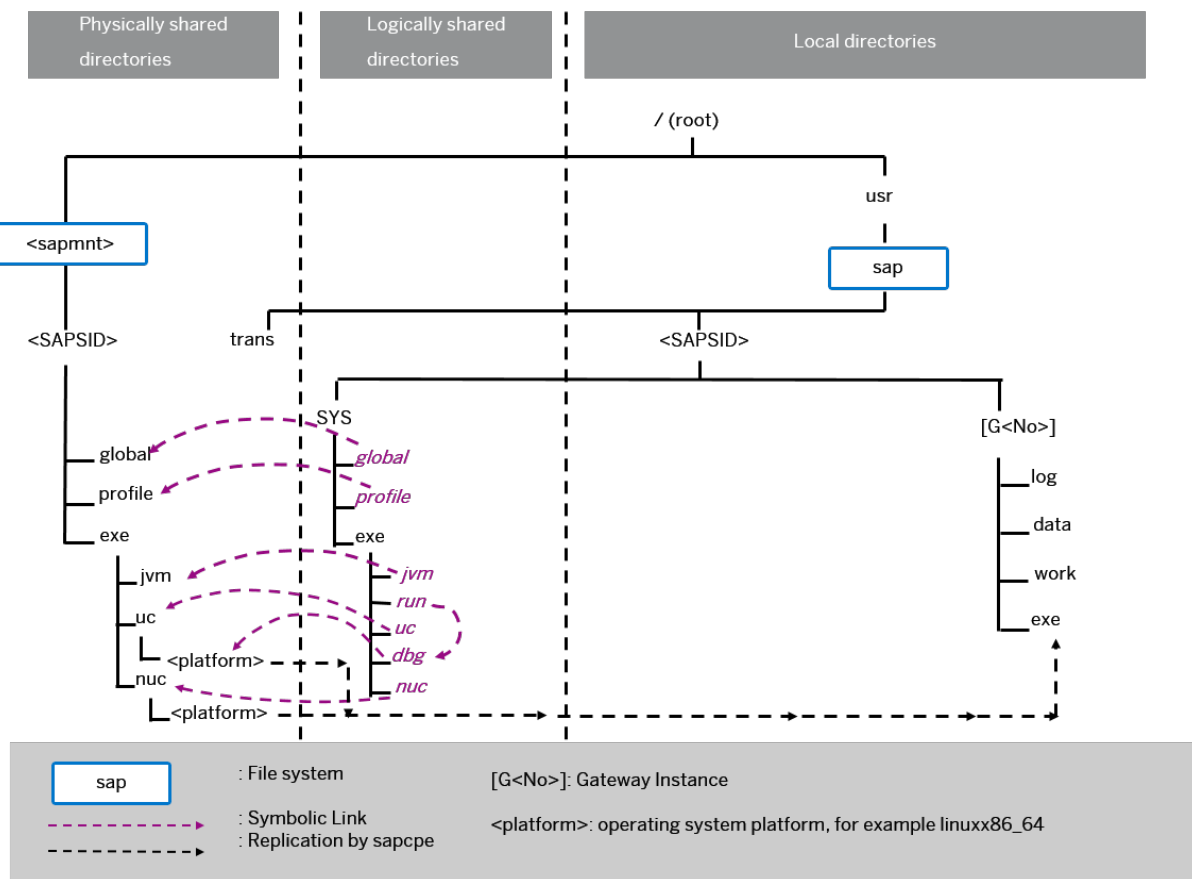 Physically shared
directories
Logically shared
directories
Local directories
/ (root)
usr
<sapmnt>
sap
<SAPSID>
trans
<SAPSID>
SYS
[G<No>]
global
global
log
profile
profile
data
exe
exe
jvm
jvm
work
run
uc
uc
exe
dbg
<platform>
nuc
nuc
<platform>
sap
: File system
[G<No>]: Gateway Instance
: Symbolic Link
: Replication by sapcpe
<platform>: operating system platform, for example linuxx86_64